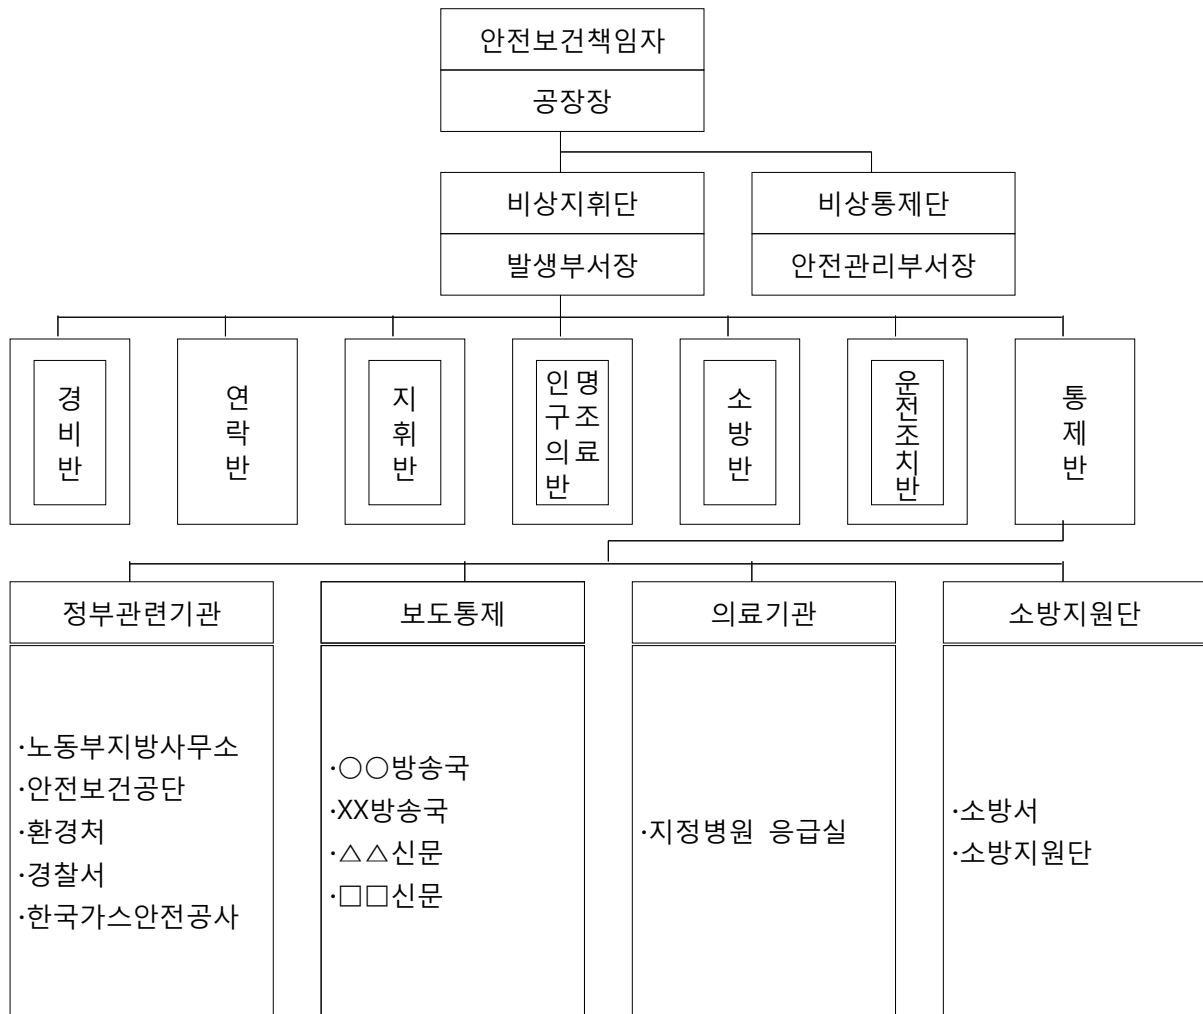 안전보건책임자
공장장
비상지휘단
비상통제단
발생부서장
안전관리부서장
경비반
연락반
지휘반
인명구조의료반
소방반
운전조치반
통제반
정부관련기관
보도통제
의료기관
소방지원단
·노동부지방사무소
·안전보건공단
·환경처
·경찰서
·한국가스안전공사
·○○방송국
·XX방송국
·△△신문
·□□신문
·지정병원 응급실
·소방서
·소방지원단